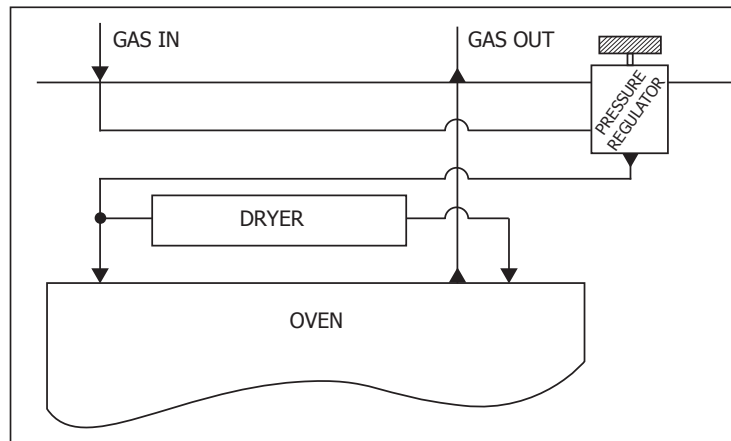 GAS IN
GAS OUT
PRESSURE
REGULATOR
DRYER
OVEN